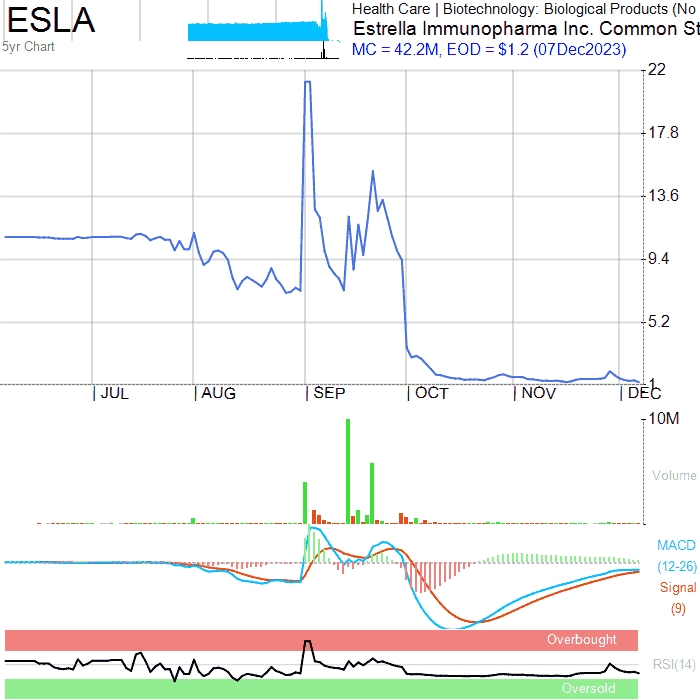 ESLA
5yr Chart
Health Care | Biotechnology: Biological Products (No
Estrella Immunopharma Inc. Common St
MC = 42.2M, EOD = $1.2 (07Dec2023)
22
17.8
13.6
9.4
5.2
1
JUL
AUG
SEP
OCT
NOV
DEC
10M
Volume
MACD
(12-26)
Signal
(9)
Overbought
RSI(14)
Oversold